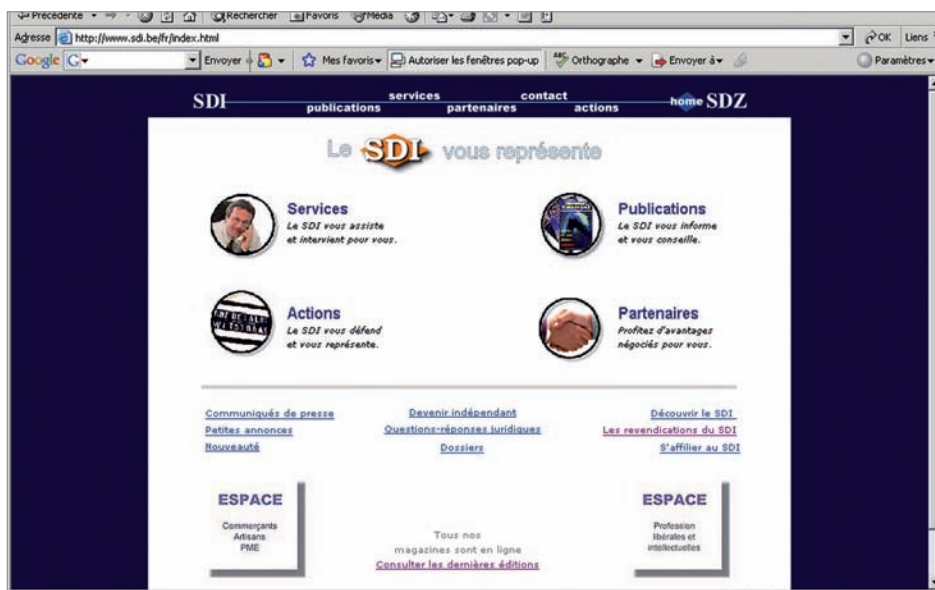 Précédente
Rechercher Favoris Média
Adresse http://www.sdi.be/fr/index.html OK Liens
Google G Envoyer Mes favoris Autoriser les fenêtres pop-up Orthographe Envoyer à Paramètres
SDI services contact home SDZ
publications partenaires actions
Le SDI vous représente
Services
Le SDI vous assiste
et intervient pour vous.
Publications
Le SDI vous informe
et vous conseille.
Actions
Le SDI vous défend
et vous représente.
Partenaires
Profitez d'avantages
négociés pour vous.
Communiqués de presse
Petites annonces
Nouveauté
Devenir indépendant
Questions-réponses juridiques
Dossiers
Découvrir le SDI
Les revendications du SDI
S'affilier au SDI
ESPACE
Commerçants
Artisans
PME
Tous nos
magazines sont en ligne
Consulter les dernières éditions
ESPACE
Profession
libérales et
intellectuelles